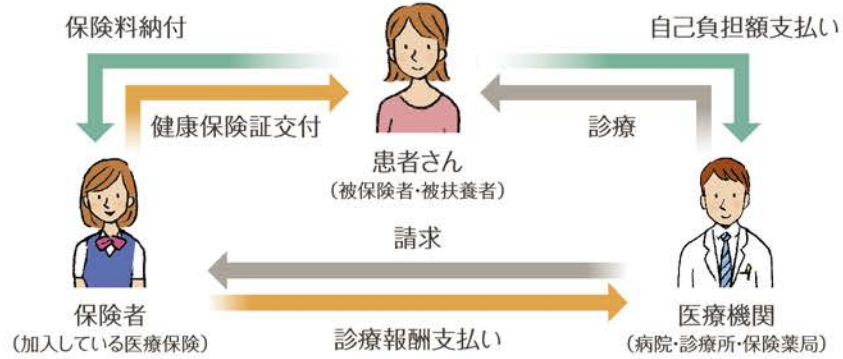 保険料納付
自己負担額支払い
健康保険証交付
診療
患者さん
(被保険者・被扶養者)
請求
保険者
(加入している医療保険)
診療報酬支払い
医療機関
(病院・診療所・保険薬局)